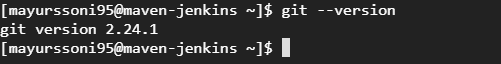 [mayurssoni95@maven-jenkins ~]$ git --version
git version 2.24.1
[mayurssoni95@maven-jenkins ~]$